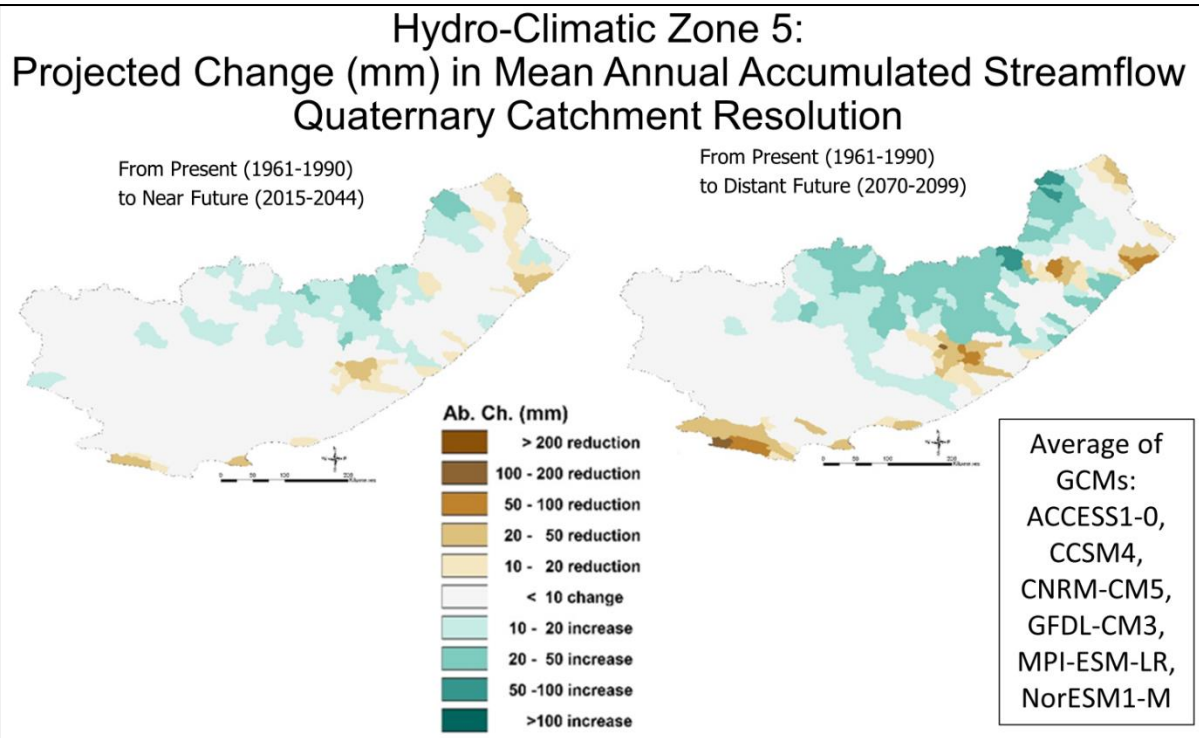 Hydro-Climatic Zone 5:
Projected Change (mm) in Mean Annual Accumulated Streamflow
Quaternary Catchment Resolution
From Present (1961-1990)
to Near Future (2015-2044)
From Present (1961-1990)
to Distant Future (2070-2099)
Ab. Ch. (mm)
> 200 reduction
100 - 200 reduction
50 - 100 reduction
20 - 50 reduction
10 - 20 reduction
< 10 change
10 - 20 increase
20 - 50 increase
50 -100 increase
>100 increase
Average of
GCMs:
ACCESS1-0,
CCSM4,
CNRM-CM5,
GFDL-CM3,
MPI-ESM-LR,
NorESM1-M